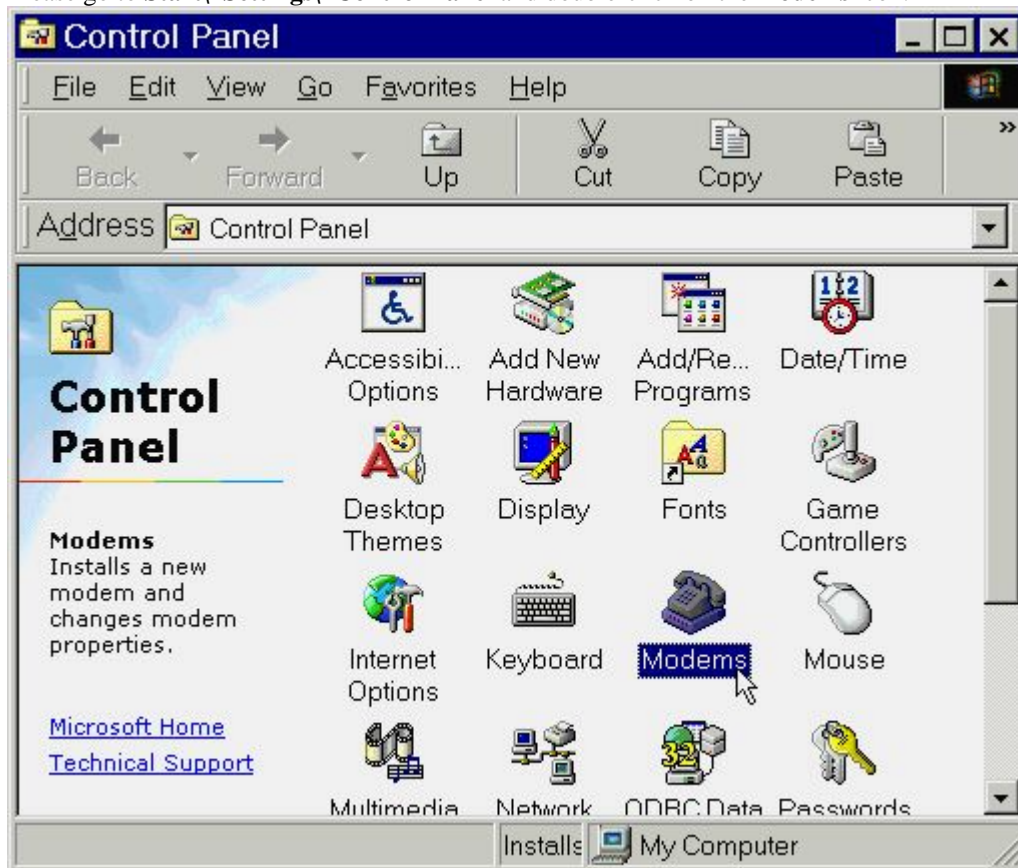 Control Panel
File Edit View Go Favorites Help
Back Forward Up Cut Copy Paste »
Address Control Panel
Control
Panel
Modems
Installs a new
modem and
changes modem
properties.
Microsoft Home
Technical Support
Accessibi...
Options
Add New
Hardware
Add/Re...
Programs
Date/Time
Desktop
Themes
Display
Fonts
Game
Controllers
Internet
Options
Keyboard
Modems
Mouse
Multimedia
Network
ODBC Data
Passwords
Installs
My Computer